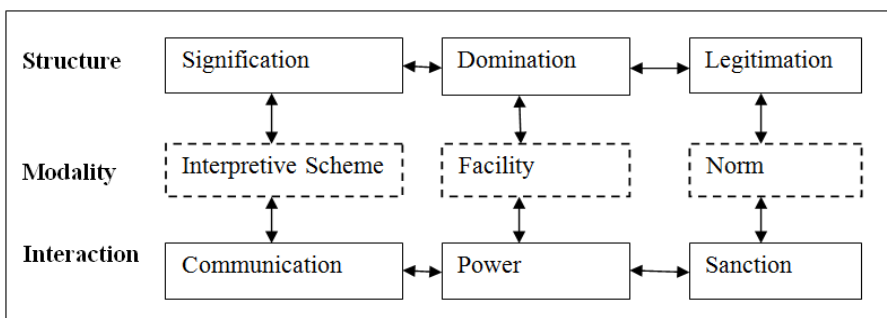 Structure Signification Domination Legitimation
Modality Interpretive Scheme Facility Norm
Interaction Communication Power Sanction